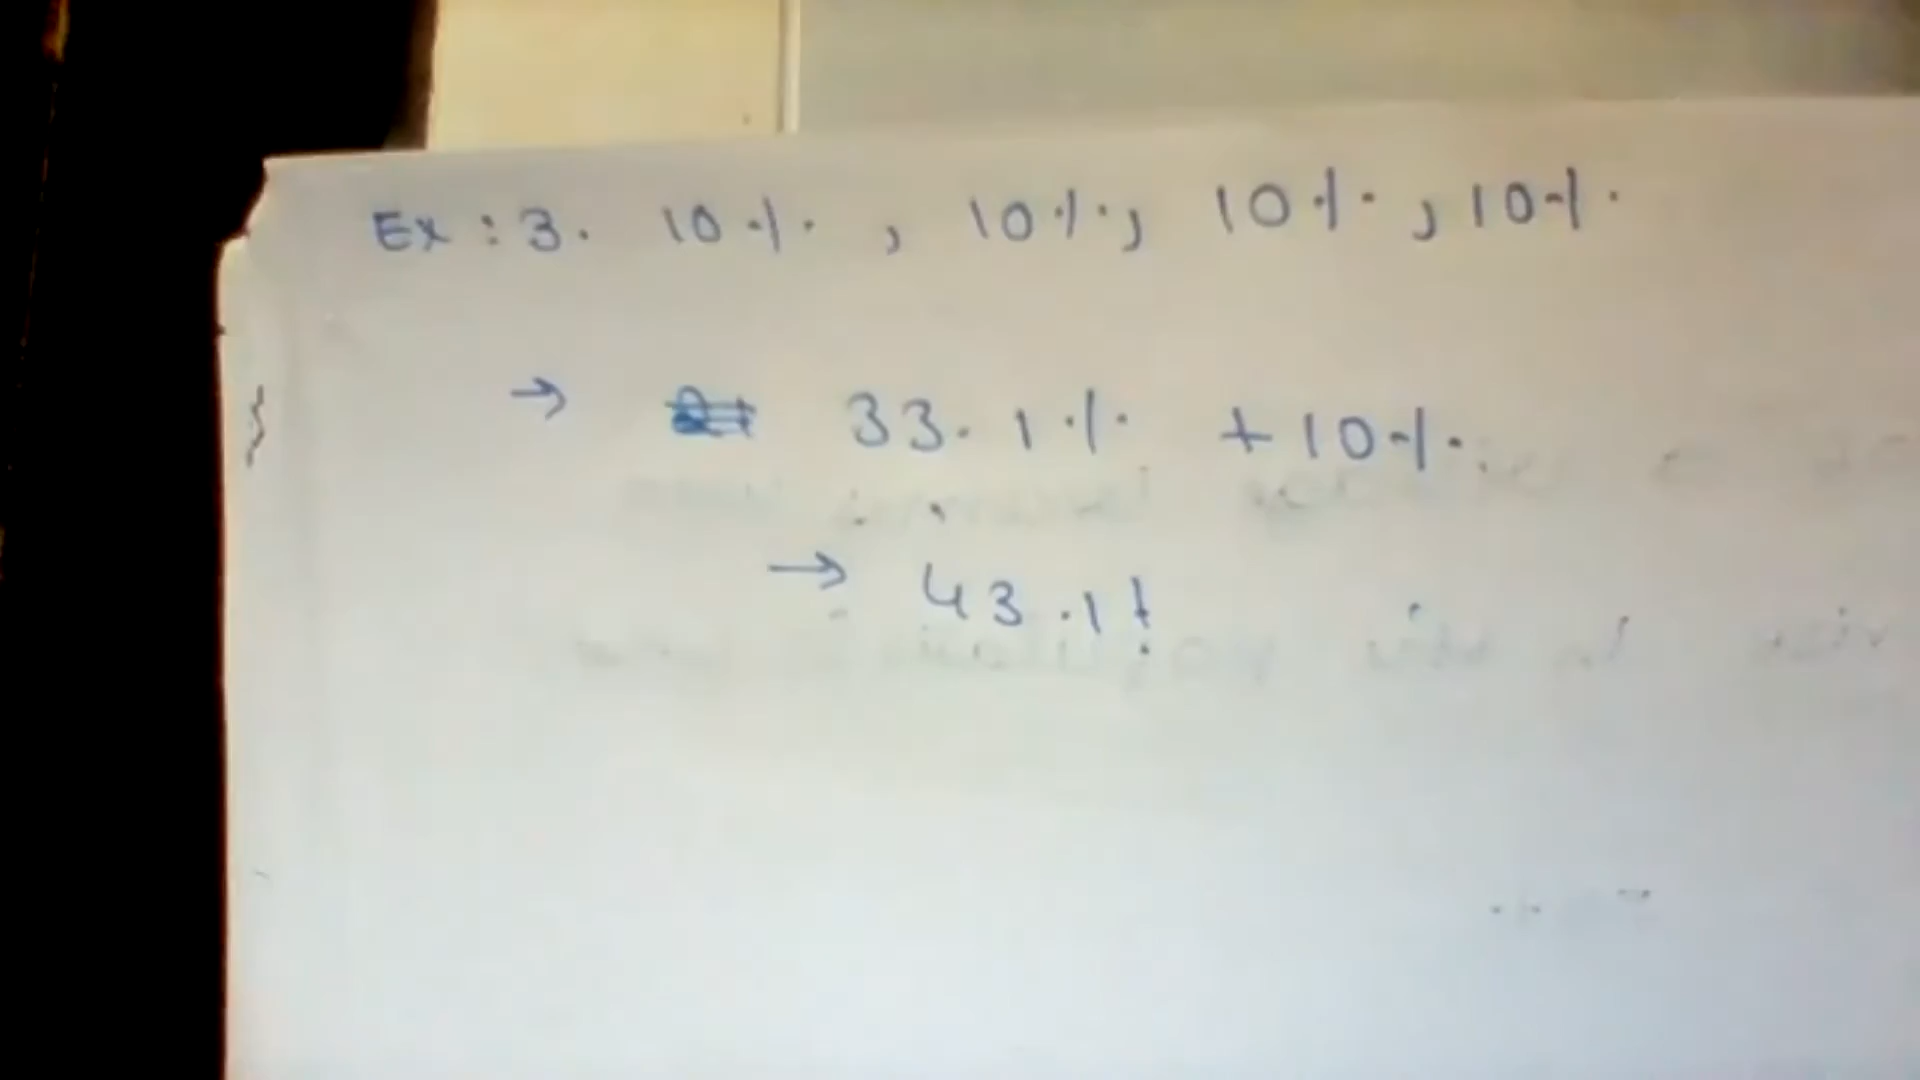 Ex : 3. 10% , 10%, 10%, 10%.
→ 33.1% + 10%.
→ 43.1!